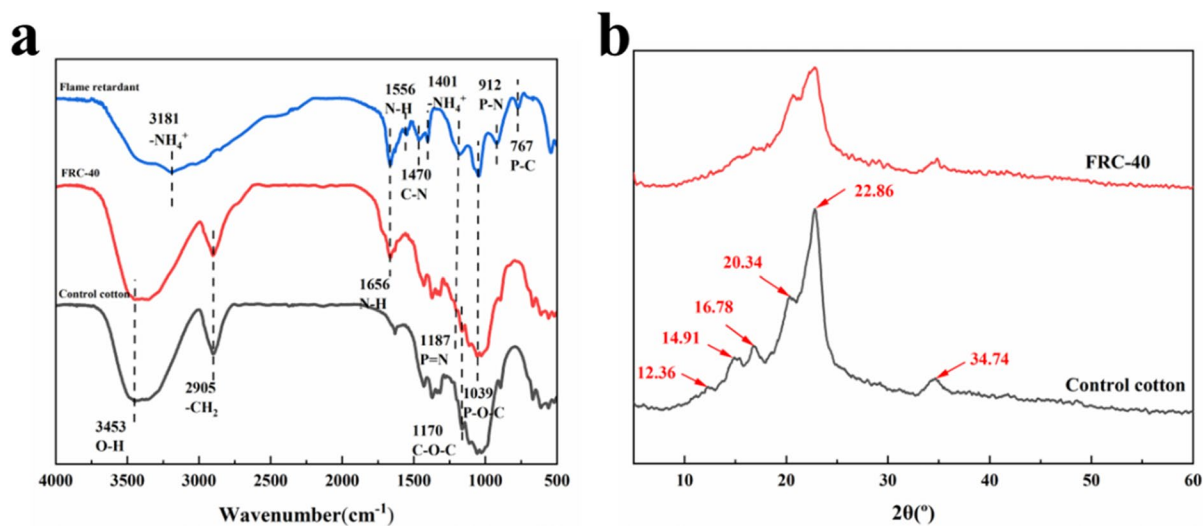 a
Flame retardant
3181
-NH₄⁺
1556
N-H
1401
-NH₄⁺
912
P-N
1470
C-N
767
P-C
FRC-40
1656
N-H
Control cotton
1187
P=N
1039
P-O-C
2905
-CH₂
3453
O-H
1170
C-O-C
4000 3500 3000 2500 2000 1500 1000 500
Wavenumber(cm⁻¹)
b
FRC-40
22.86
20.34
16.78
14.91
12.36
34.74
Control cotton
10 20 30 40 50 60
2θ(º)